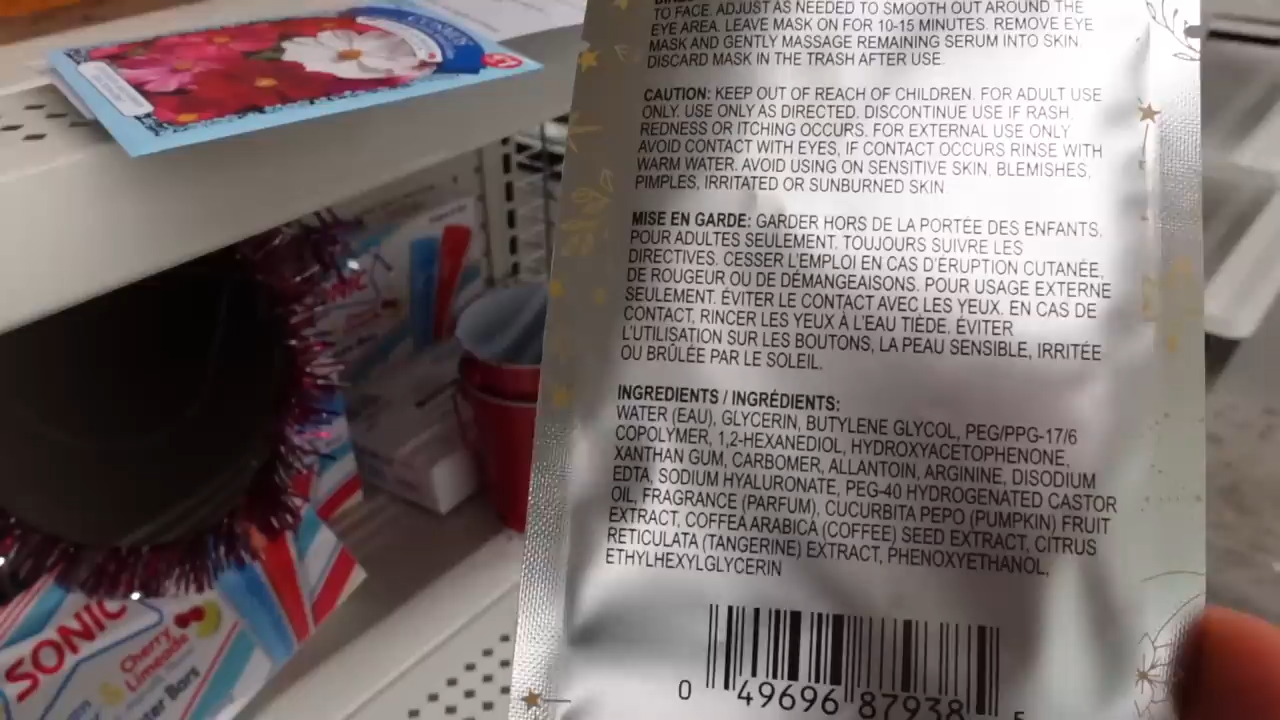 COSMOS
TO FACE. ADJUST AS NEEDED TO SMOOTH OUT AROUND THE
EYE AREA. LEAVE MASK ON FOR 10-15 MINUTES. REMOVE EYE
MASK AND GENTLY MASSAGE REMAINING SERUM INTO SKIN.
DISCARD MASK IN THE TRASH AFTER USE.
CAUTION: KEEP OUT OF REACH OF CHILDREN. FOR ADULT USE
ONLY. USE ONLY AS DIRECTED. DISCONTINUE USE IF RASH,
REDNESS OR ITCHING OCCURS. FOR EXTERNAL USE ONLY
AVOID CONTACT WITH EYES, IF CONTACT OCCURS RINSE WITH
WARM WATER. AVOID USING ON SENSITIVE SKIN, BLEMISHES,
PIMPLES, IRRITATED OR SUNBURNED SKIN.
MISE EN GARDE: GARDER HORS DE LA PORTÉE DES ENFANTS.
POUR ADULTES SEULEMENT. TOUJOURS SUIVRE LES
DIRECTIVES. CESSER L'EMPLOI EN CAS D'ÉRUPTION CUTANÉE,
DE ROUGEUR OU DE DÉMANGEAISONS. POUR USAGE EXTERNE
SEULEMENT. ÉVITER LE CONTACT AVEC LES YEUX. EN CAS DE
CONTACT, RINCER LES YEUX À L'EAU TIÈDE. ÉVITER
L'UTILISATION SUR LES BOUTONS, LA PEAU SENSIBLE, IRRITÉE
OU BRÛLÉE PAR LE SOLEIL.
INGREDIENTS / INGRÉDIENTS:
WATER (EAU), GLYCERIN, BUTYLENE GLYCOL, PEG/PPG-17/6
COPOLYMER, 1,2-HEXANEDIOL, HYDROXYACETOPHENONE,
XANTHAN GUM, CARBOMER, ALLANTOIN, ARGININE, DISODIUM
EDTA, SODIUM HYALURONATE, PEG-40 HYDROGENATED CASTOR
OIL, FRAGRANCE (PARFUM), CUCURBITA PEPO (PUMPKIN) FRUIT
EXTRACT, COFFEA ARABICA (COFFEE) SEED EXTRACT, CITRUS
RETICULATA (TANGERINE) EXTRACT, PHENOXYETHANOL,
ETHYLHEXYLGLYCERIN
0 49696 87938 5
SONIC
Cherry
Limeade